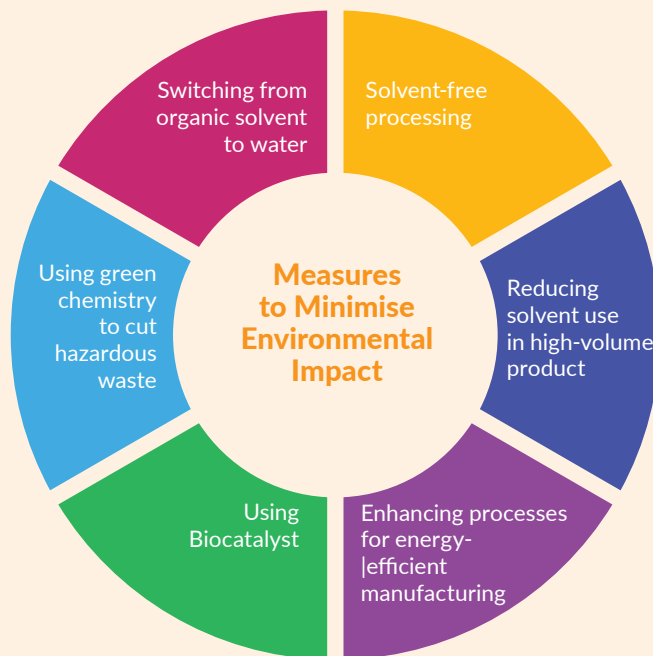 Switching from
organic solvent
to water
Solvent-free
processing
Using green
chemistry
to cut
hazardous
waste
Measures
to Minimise
Environmental
Impact
Reducing
solvent use
in high-volume
product
Using
Biocatalyst
Enhancing processes
for energy-
|efficient
manufacturing